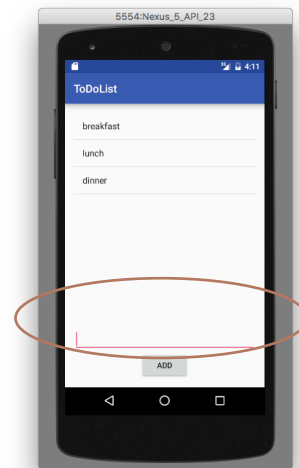 5554:Nexus_5_API_23
4:11
ToDoList
breakfast
lunch
dinner
ADD